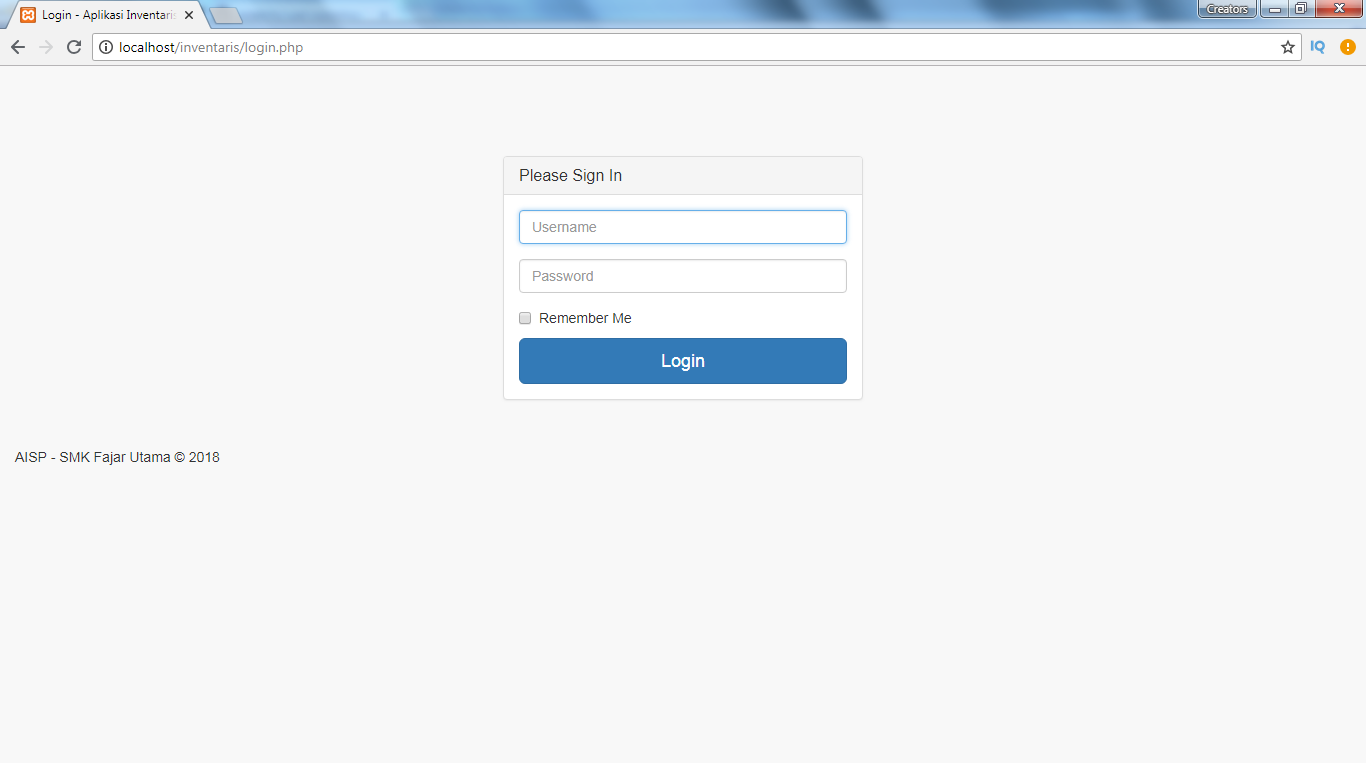 Login - Aplikasi Inventaris
Creators
localhost/inventaris/login.php
IQ
Please Sign In
Username
Password
Remember Me
Login
AISP - SMK Fajar Utama © 2018